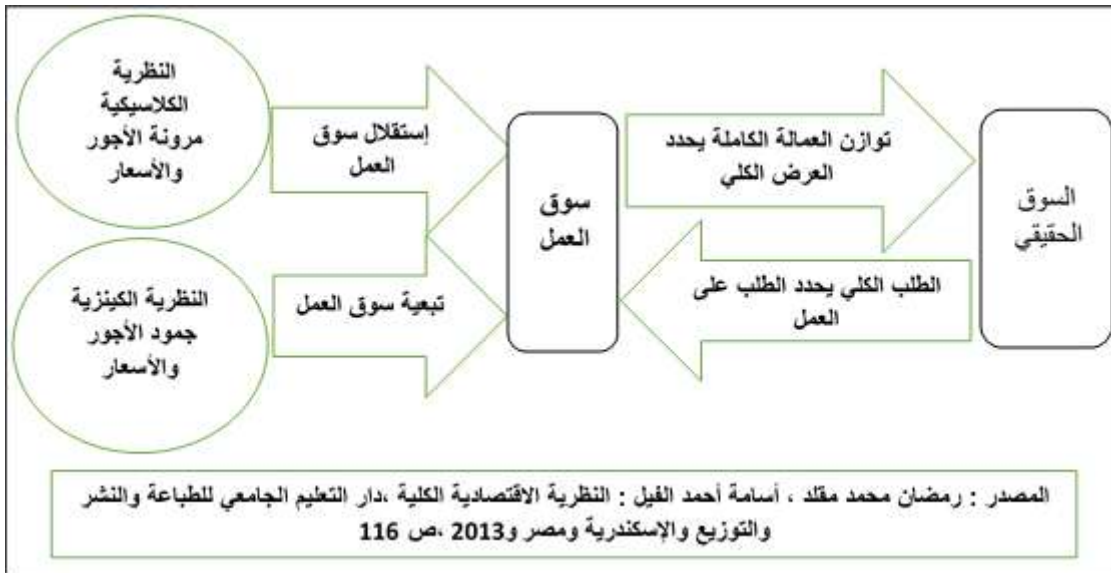 النظرية
الكلاسيكية
مرونة الأجور
والأسعار
إستقلال سوق
العمل
سوق
العمل
توازن العمالة الكاملة يحدد
العرض الكلي
السوق
الحقيقي
النظرية الكينزية
جمود الأجور
والأسعار
تبعية سوق العمل
الطلب الكلي يحدد الطلب على
العمل
المصدر : رمضان محمد مقلد ، أسامة أحمد الفيل : النظرية الاقتصادية الكلية ،دار التعليم الجامعي للطباعة والنشر
والتوزيع والإسكندرية ومصر و2013 ،ص 116